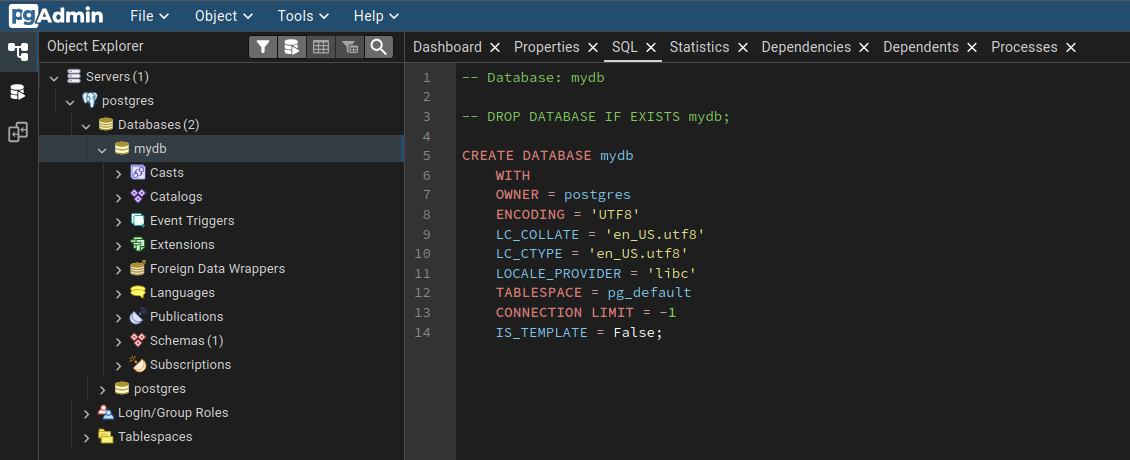 pgAdmin File Object Tools Help
Object Explorer
Servers (1)
postgres
Databases (2)
mydb
Casts
Catalogs
Event Triggers
Extensions
Foreign Data Wrappers
Languages
Publications
Schemas (1)
Subscriptions
postgres
Login/Group Roles
Tablespaces
Dashboard Properties SQL Statistics Dependencies Dependents Processes
1 -- Database: mydb
2
3 -- DROP DATABASE IF EXISTS mydb;
4
5 CREATE DATABASE mydb
6 WITH
7 OWNER = postgres
8 ENCODING = 'UTF8'
9 LC_COLLATE = 'en_US.utf8'
10 LC_CTYPE = 'en_US.utf8'
11 LOCALE_PROVIDER = 'libc'
12 TABLESPACE = pg_default
13 CONNECTION LIMIT = -1
14 IS_TEMPLATE = False;